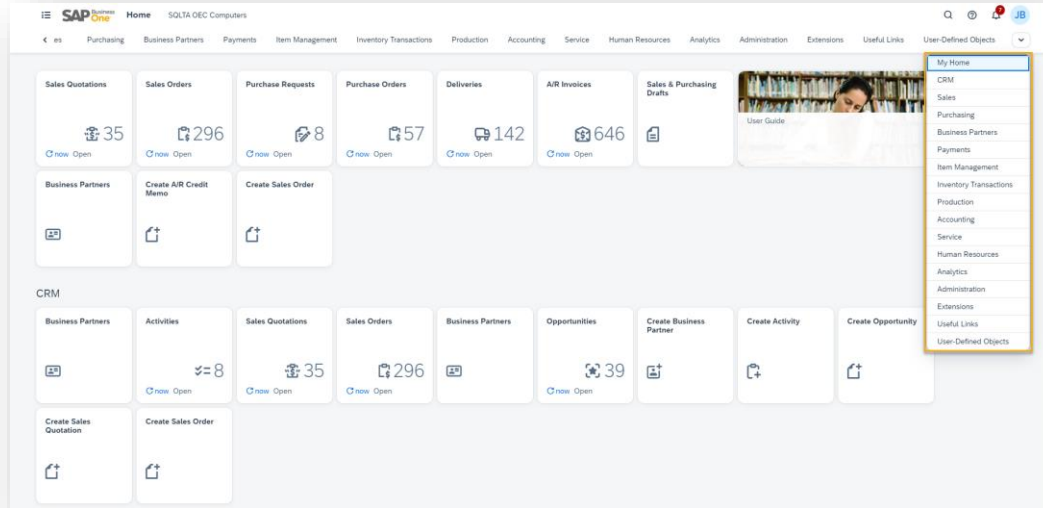 SAP Business One Home SQLTA OEC Computers 7 JB
es Purchasing Business Partners Payments Item Management Inventory Transactions Production Accounting Service Human Resources Analytics Administration Extensions Useful Links User-Defined Objects
My Home
CRM
Sales
Purchasing
Business Partners
Payments
Item Management
Inventory Transactions
Production
Accounting
Service
Human Resources
Analytics
Administration
Extensions
Useful Links
User-Defined Objects
Sales Quotations
35
now Open
Sales Orders
296
now Open
Purchase Requests
8
now Open
Purchase Orders
57
now Open
Deliveries
142
now Open
A/R Invoices
646
now Open
Sales & Purchasing
Drafts
User Guide
Business Partners
Create A/R Credit
Memo
Create Sales Order
CRM
Business Partners
Activities
8
now Open
Sales Quotations
35
now Open
Sales Orders
296
now Open
Business Partners
Opportunities
39
now Open
Create Business
Partner
Create Activity
Create Opportunity
Create Sales
Quotation
Create Sales Order